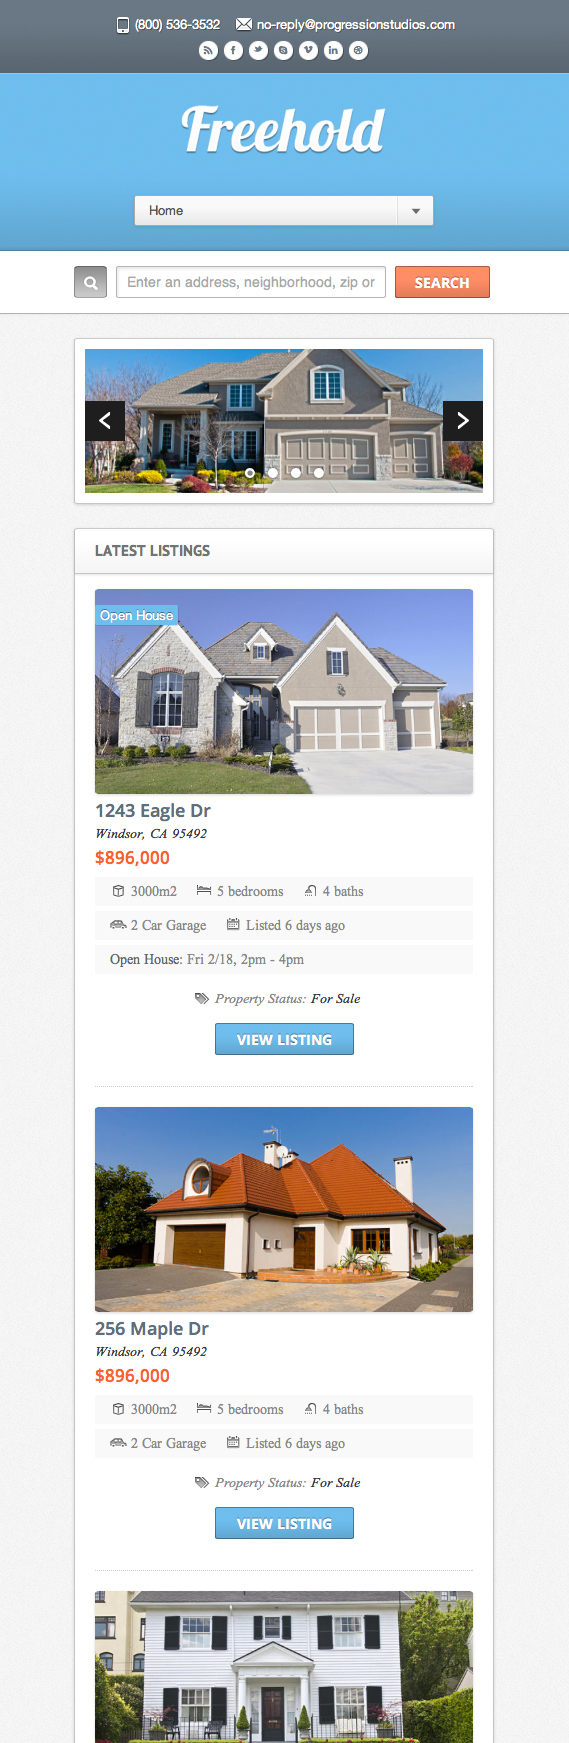 (800) 536-3532 no-reply@progressionstudios.com
Freehold
Home
Enter an address, neighborhood, zip or SEARCH
LATEST LISTINGS
Open House
1243 Eagle Dr
Windsor, CA 95492
$896,000
3000m2 5 bedrooms 4 baths
2 Car Garage Listed 6 days ago
Open House: Fri 2/18, 2pm - 4pm
Property Status: For Sale
VIEW LISTING
256 Maple Dr
Windsor, CA 95492
$896,000
3000m2 5 bedrooms 4 baths
2 Car Garage Listed 6 days ago
Property Status: For Sale
VIEW LISTING